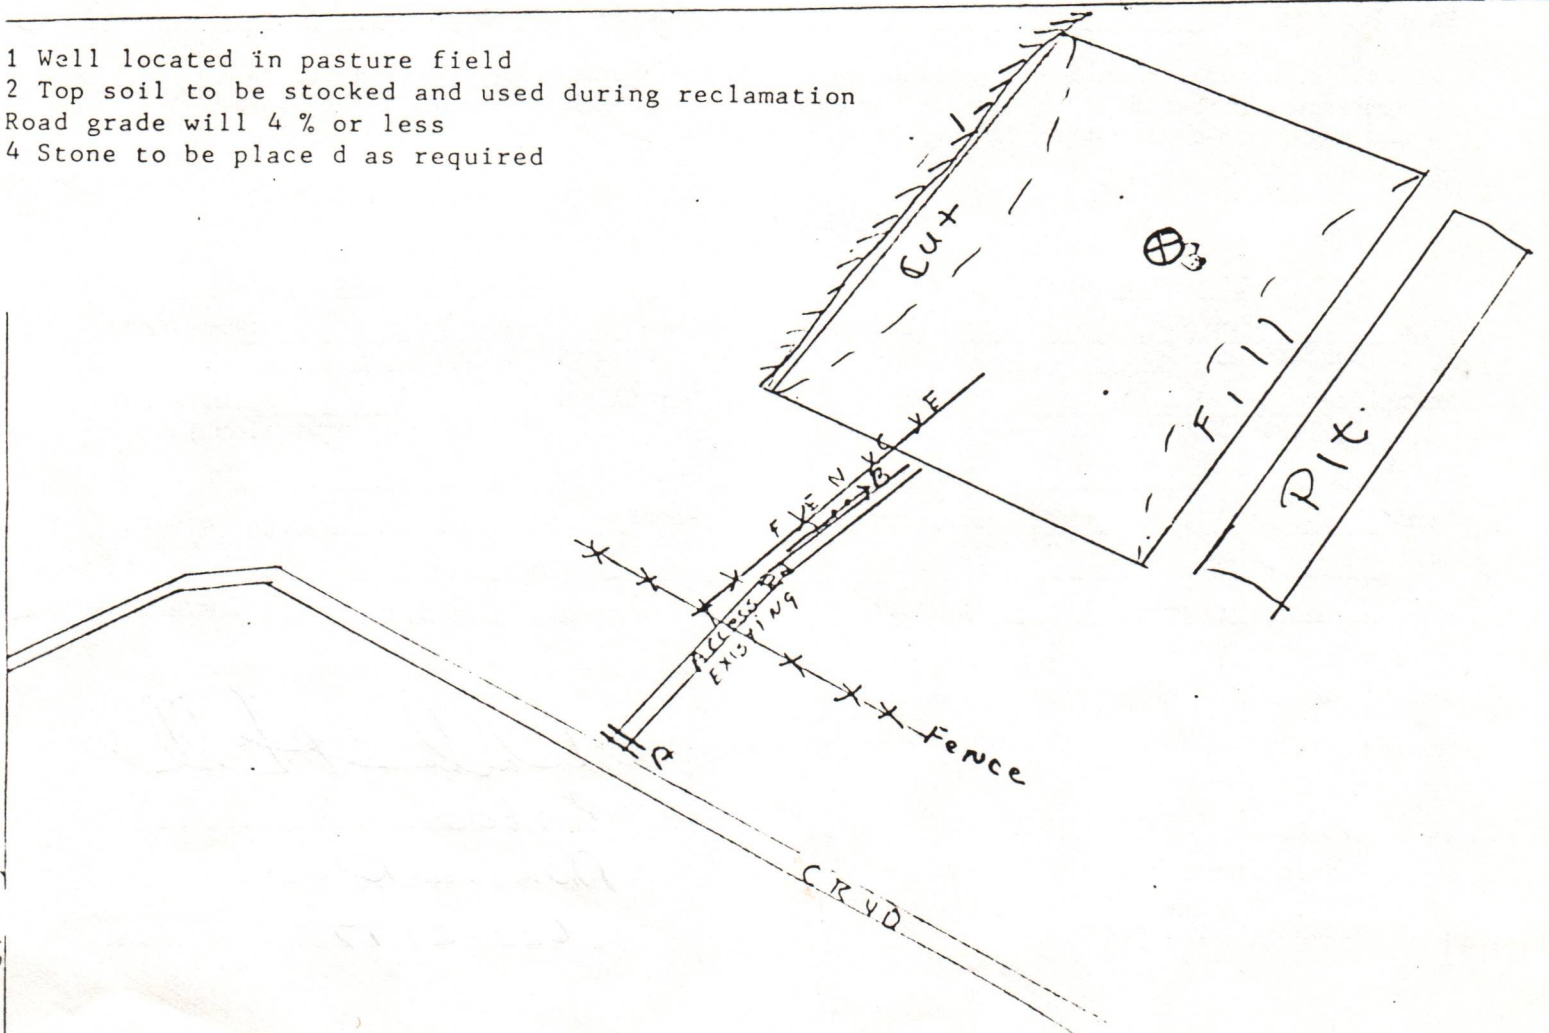 1 Well located in pasture field
2 Top soil to be stocked and used during reclamation
Road grade will 4 % or less
4 Stone to be place d as required
Cut
Fill
Pit.
FENCE
B
ACCESS Rd
EXISTING
A
Fence